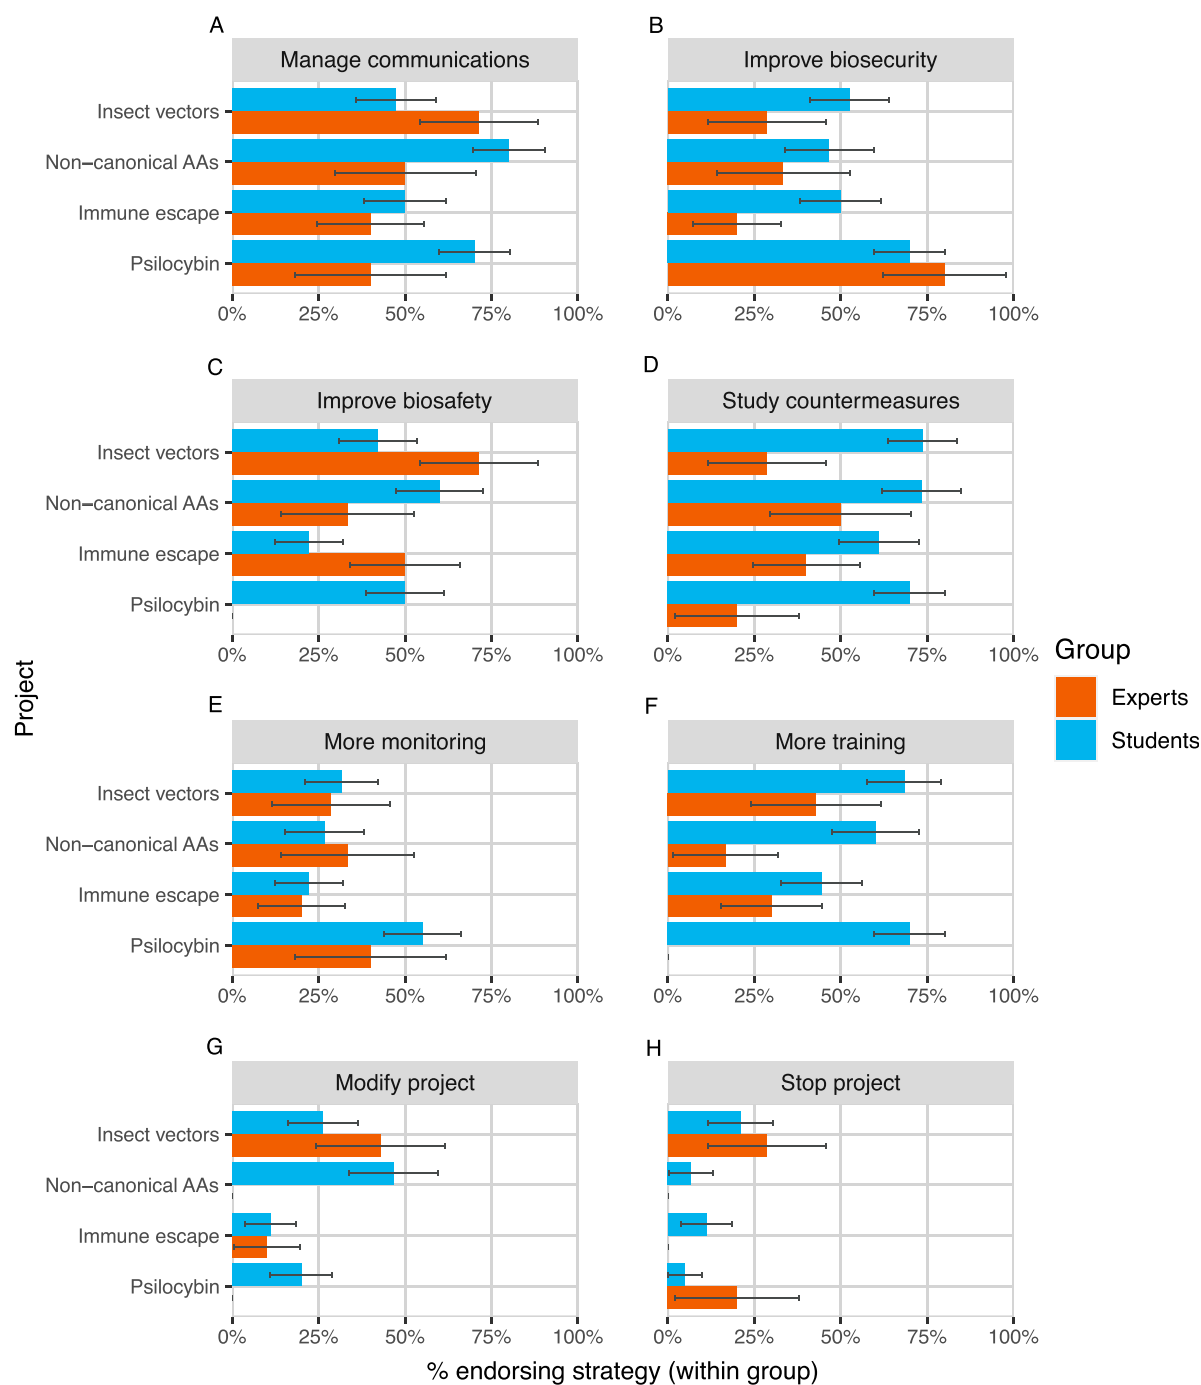 A
B
Manage communications
Improve biosecurity
Insect vectors
Non−canonical AAs
Immune escape
Psilocybin
0% 25% 50% 75% 100%
0% 25% 50% 75% 100%
C
D
Improve biosafety
Study countermeasures
Insect vectors
Non−canonical AAs
Immune escape
Psilocybin
0% 25% 50% 75% 100%
0% 25% 50% 75% 100%
Project
Group
Experts
Students
E
F
More monitoring
More training
Insect vectors
Non−canonical AAs
Immune escape
Psilocybin
0% 25% 50% 75% 100%
0% 25% 50% 75% 100%
G
H
Modify project
Stop project
Insect vectors
Non−canonical AAs
Immune escape
Psilocybin
0% 25% 50% 75% 100%
0% 25% 50% 75% 100%
% endorsing strategy (within group)